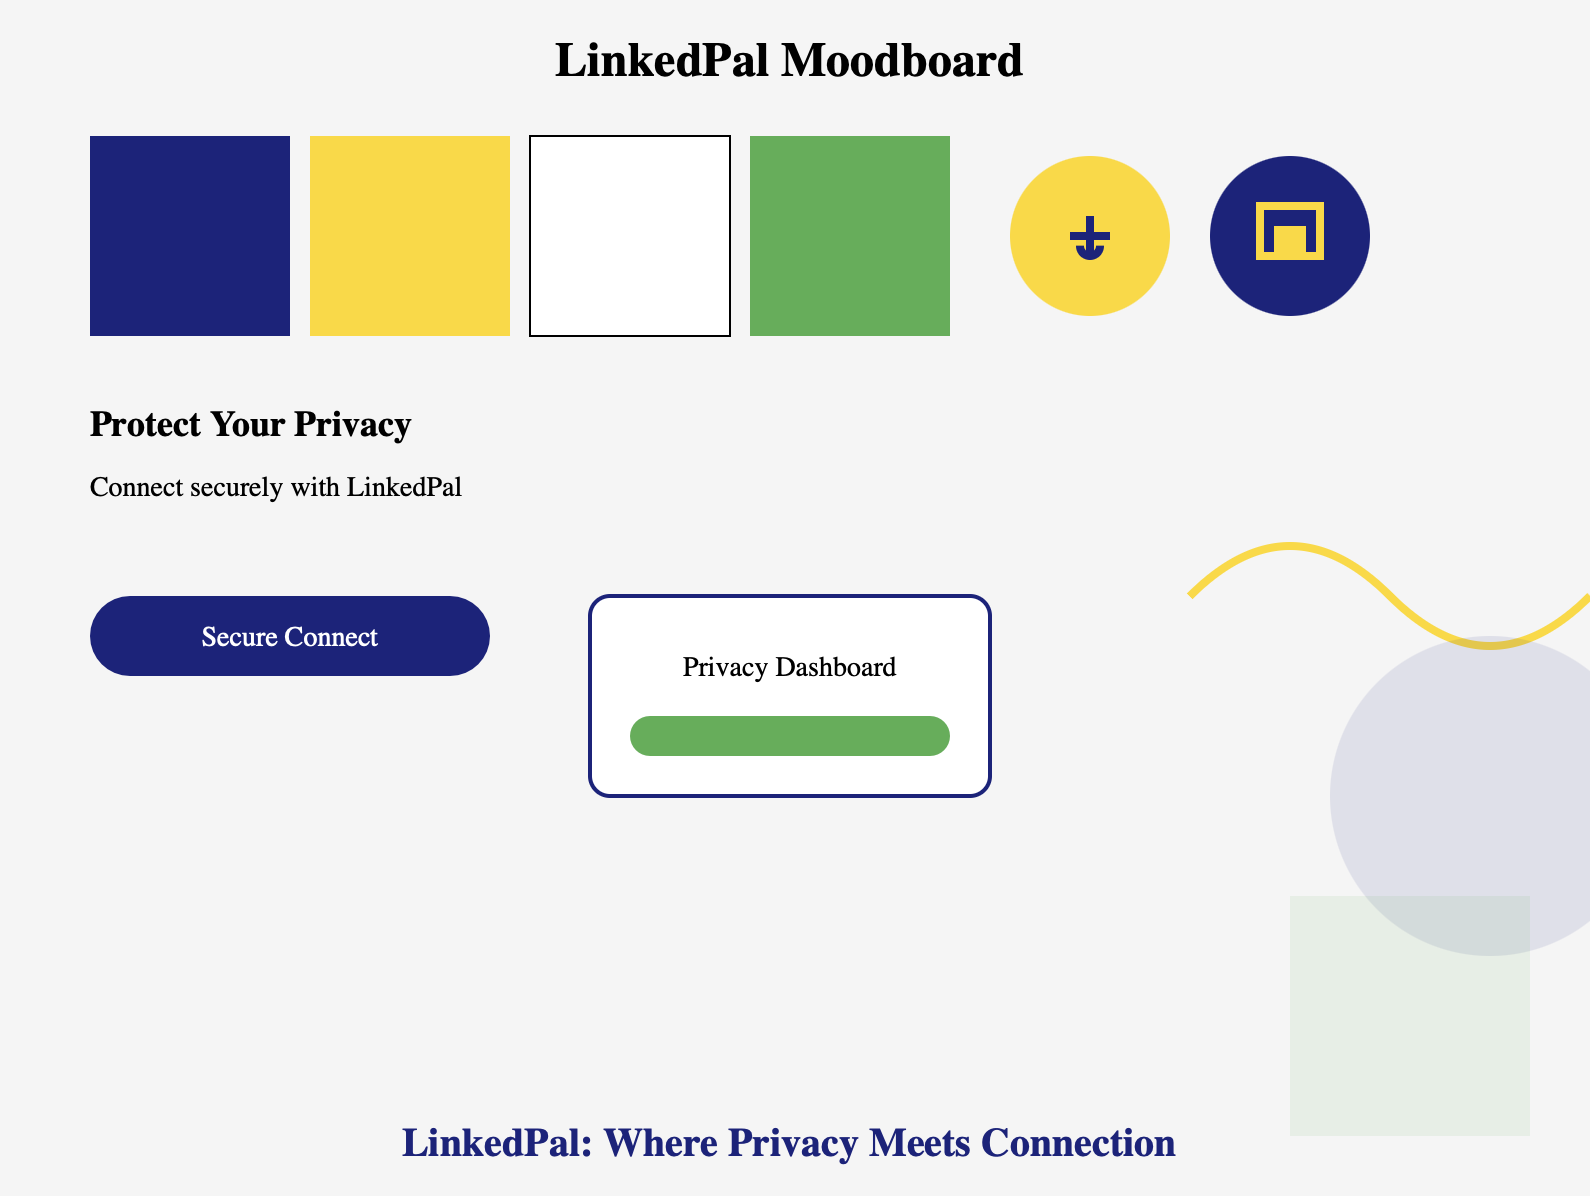 LinkedPal Moodboard
Protect Your Privacy
Connect securely with LinkedPal
Secure Connect
Privacy Dashboard
LinkedPal: Where Privacy Meets Connection